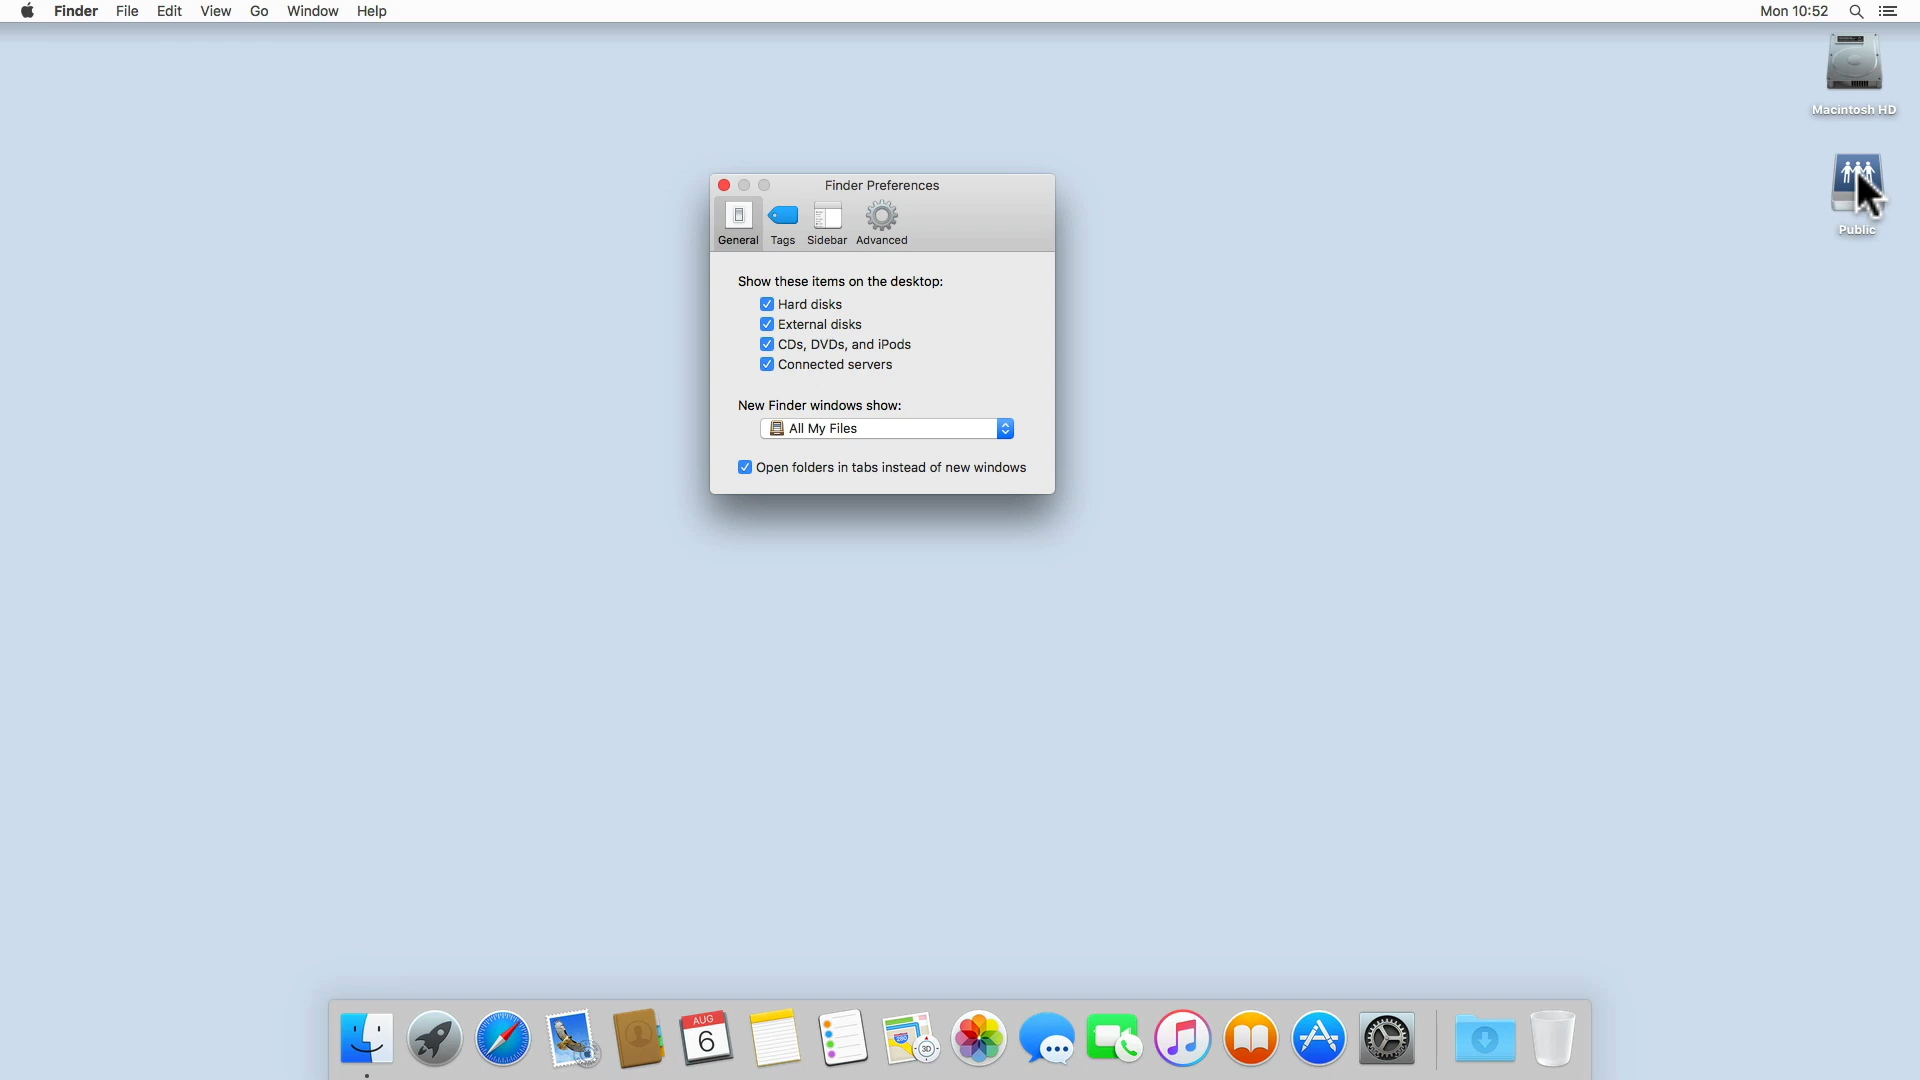 Finder File Edit View Go Window Help Mon 10:52
Macintosh HD
Public
Finder Preferences
General Tags Sidebar Advanced
Show these items on the desktop:
Hard disks
External disks
CDs, DVDs, and iPods
Connected servers
New Finder windows show:
All My Files
Open folders in tabs instead of new windows
AUG
6
280
3D